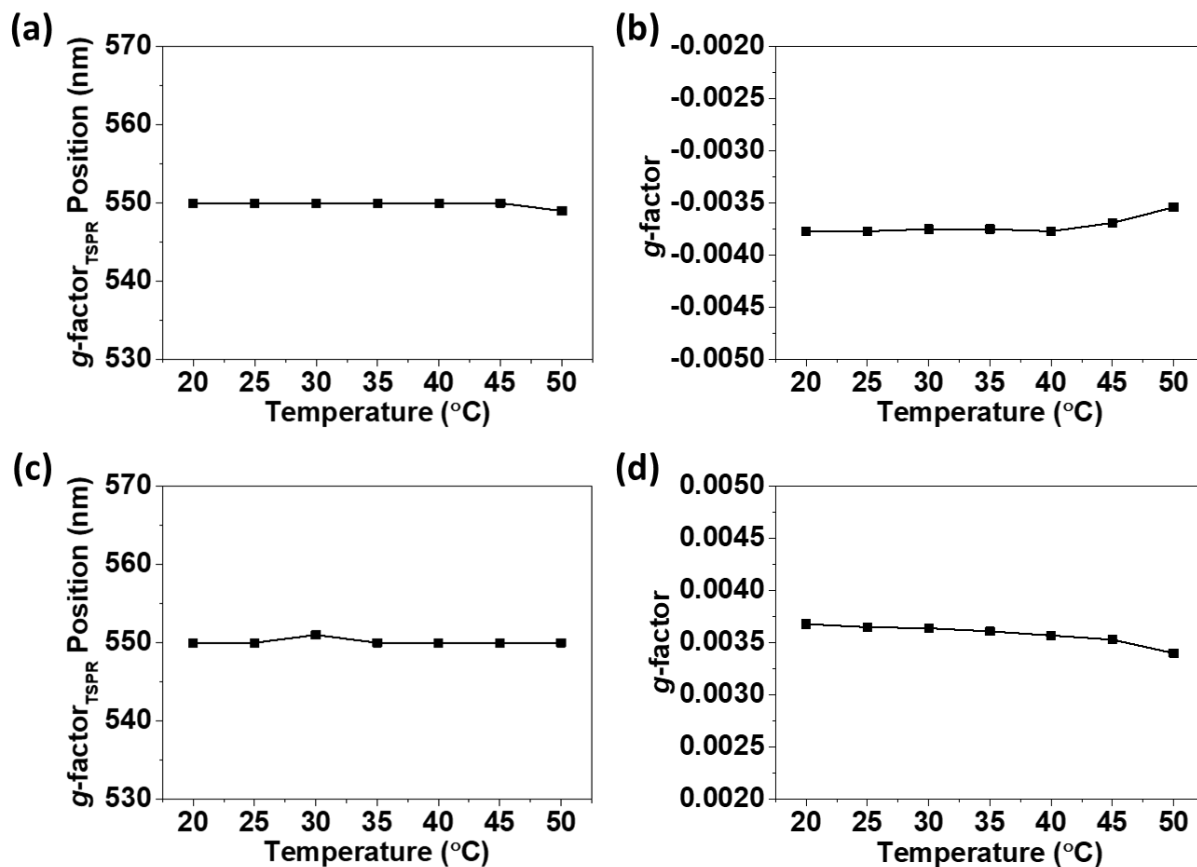 (a)
g-factorTSPR Position (nm)
570
560
550
540
530
20 25 30 35 40 45 50
Temperature (°C)
(b)
g-factor
-0.0020
-0.0025
-0.0030
-0.0035
-0.0040
-0.0045
-0.0050
20 25 30 35 40 45 50
Temperature (°C)
(c)
g-factorTSPR Position (nm)
570
560
550
540
530
20 25 30 35 40 45 50
Temperature (°C)
(d)
g-factor
0.0050
0.0045
0.0040
0.0035
0.0030
0.0025
0.0020
20 25 30 35 40 45 50
Temperature (°C)